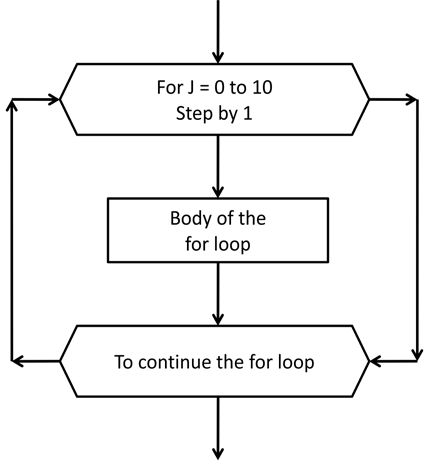 For J = 0 to 10
Step by 1
Body of the
for loop
To continue the for loop